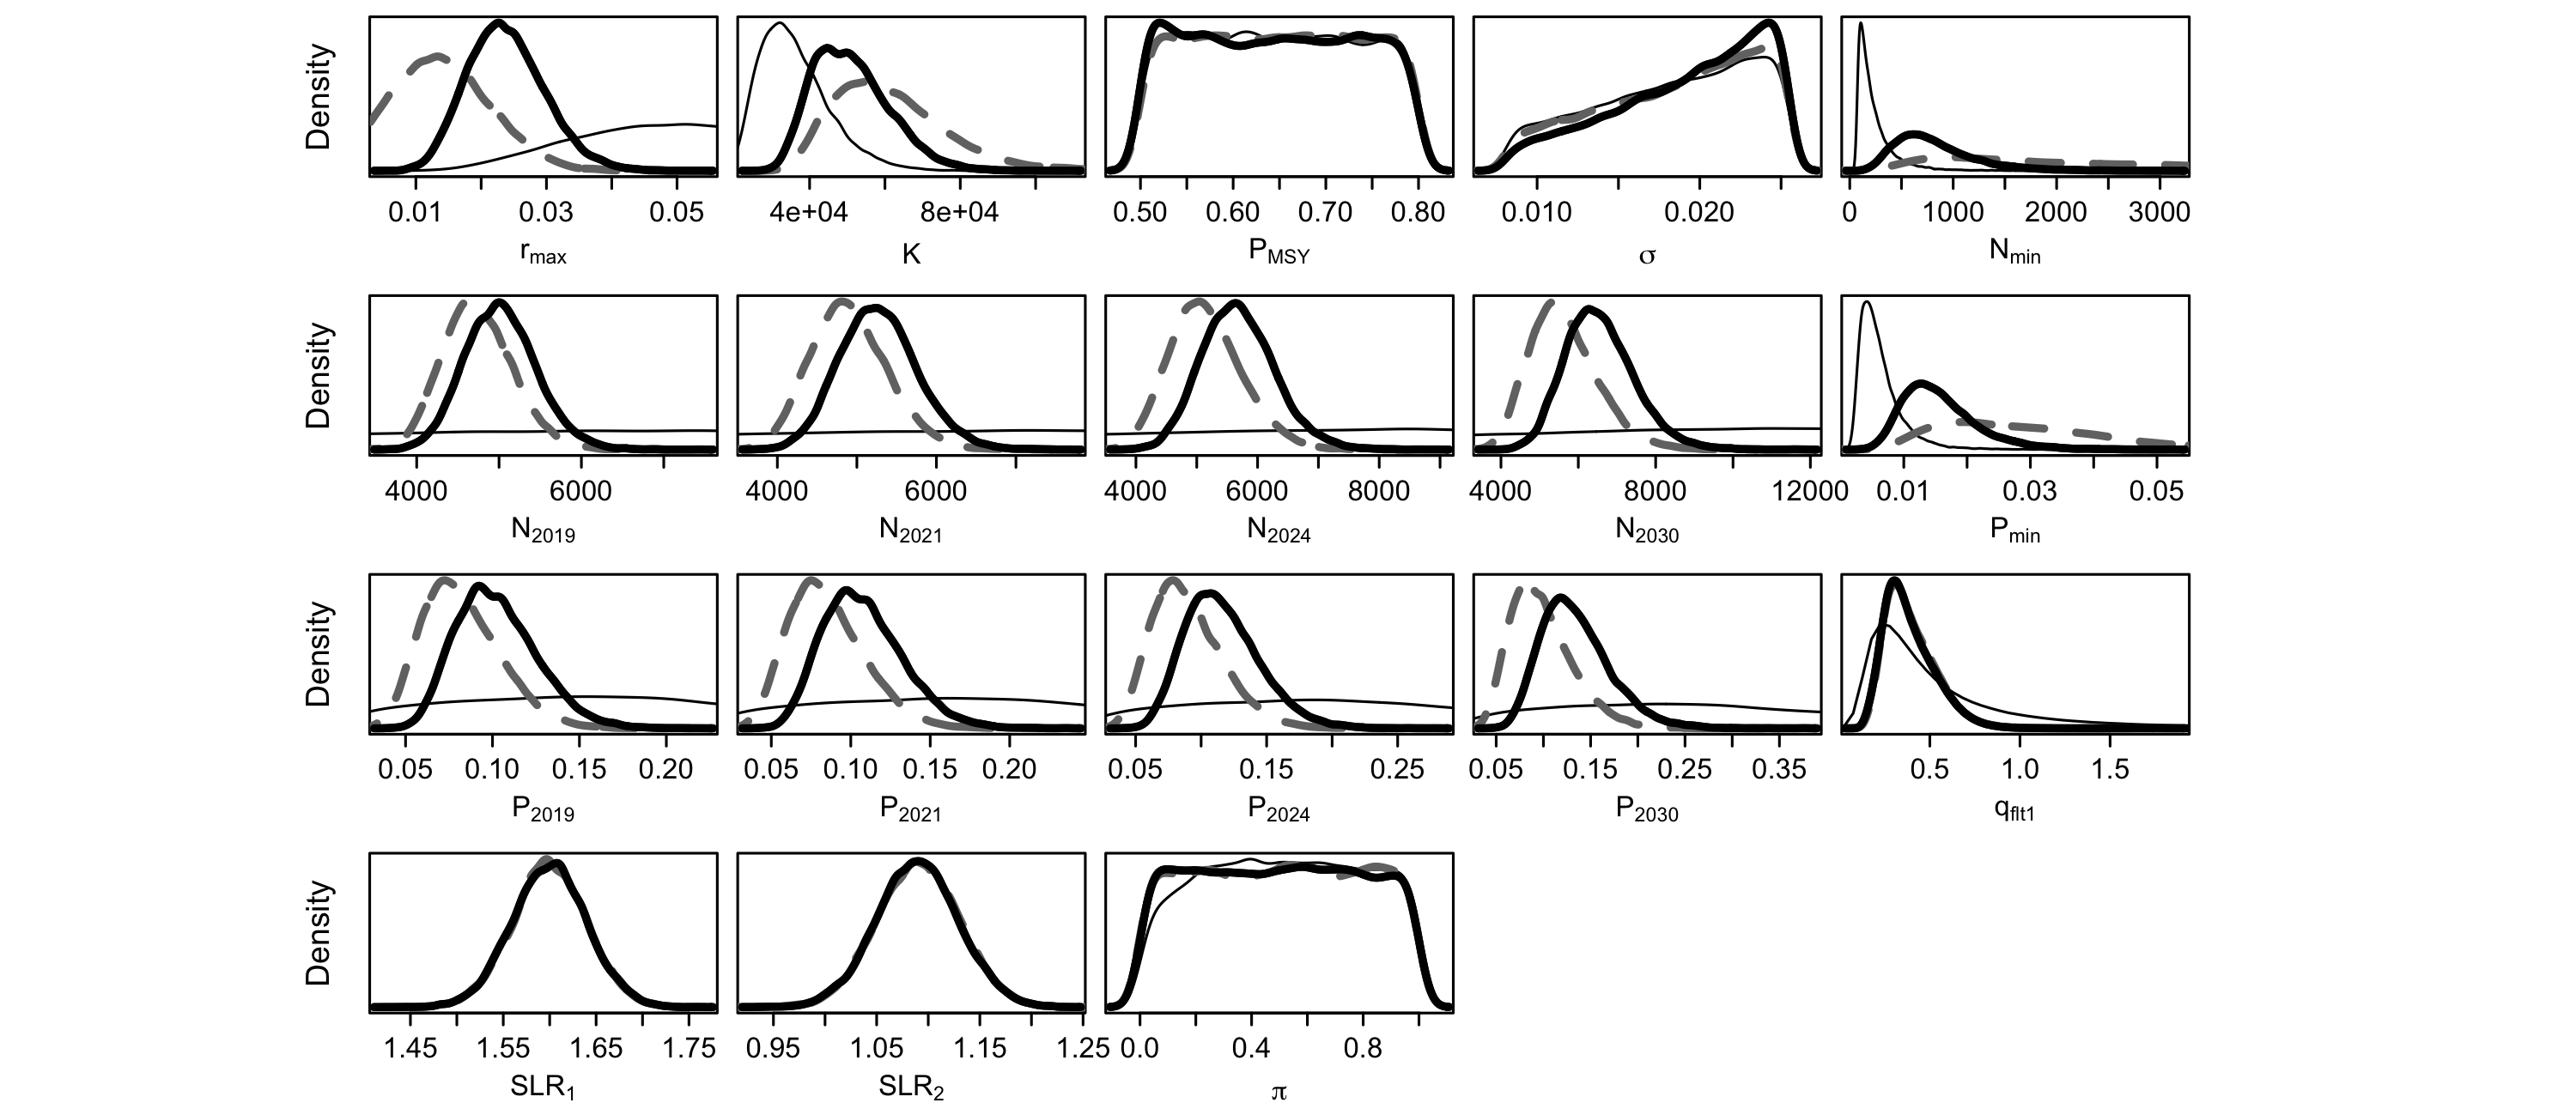 Density
0.01 0.03 0.05 4e+04 8e+04 0.50 0.60 0.70 0.80 0.010 0.020 0 1000 2000 3000
rmax K PMSY σ Nmin
Density
4000 6000 4000 6000 4000 6000 8000 4000 8000 12000 0.01 0.03 0.05
N2019 N2021 N2024 N2030 Pmin
Density
0.05 0.10 0.15 0.20 0.05 0.10 0.15 0.20 0.05 0.15 0.25 0.05 0.15 0.25 0.35 0.5 1.0 1.5
P2019 P2021 P2024 P2030 qflt1
Density
1.45 1.55 1.65 1.75 0.95 1.05 1.15 1.25 0.0 0.4 0.8
SLR1 SLR2 π